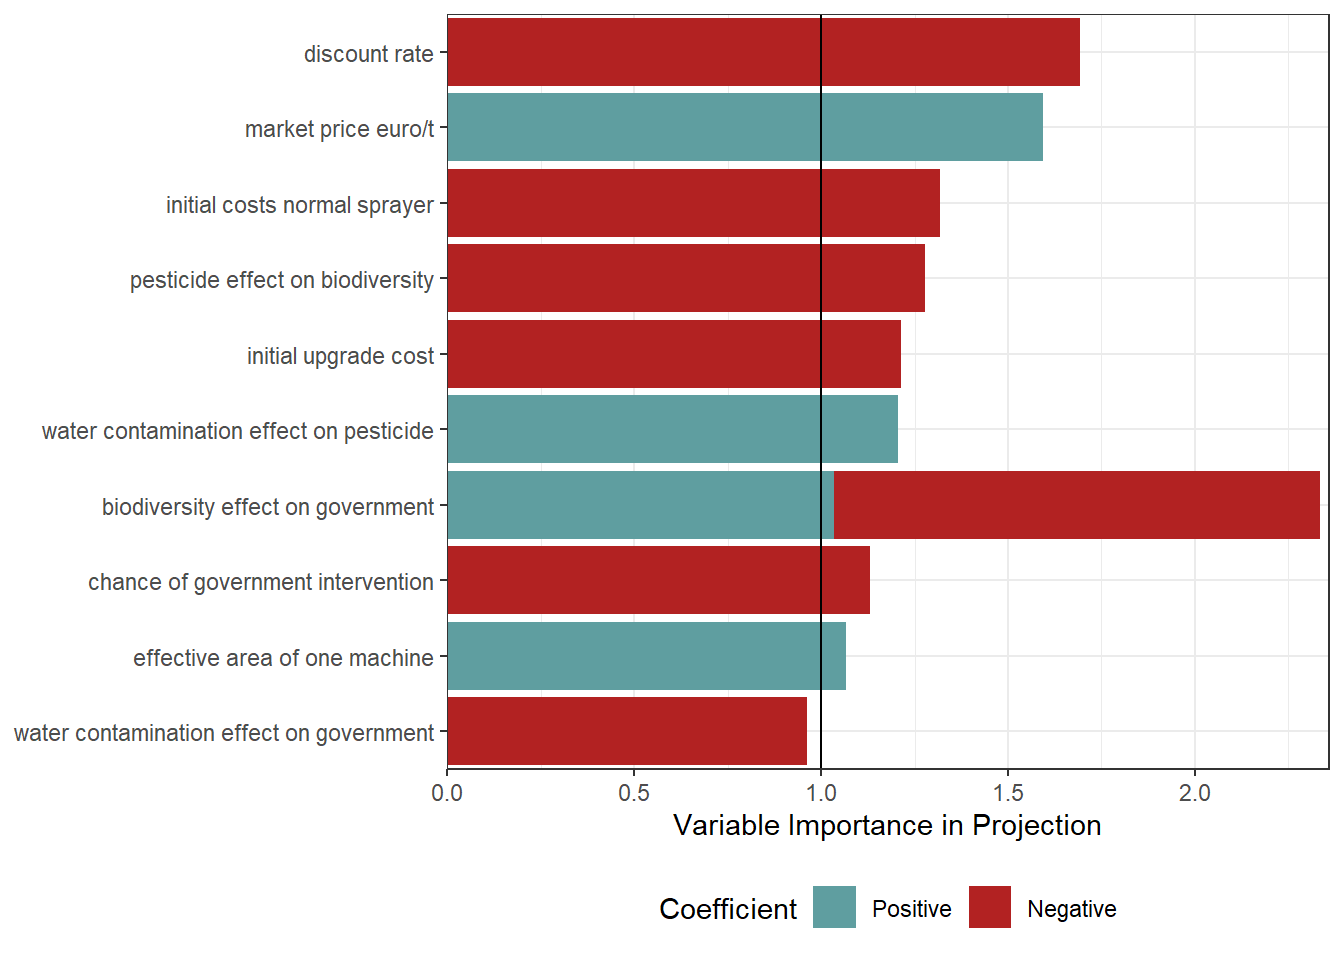 discount rate
market price euro/t
initial costs normal sprayer
pesticide effect on biodiversity
initial upgrade cost
water contamination effect on pesticide
biodiversity effect on government
chance of government intervention
effective area of one machine
water contamination effect on government
0.0 0.5 1.0 1.5 2.0
Variable Importance in Projection
Coefficient Positive Negative